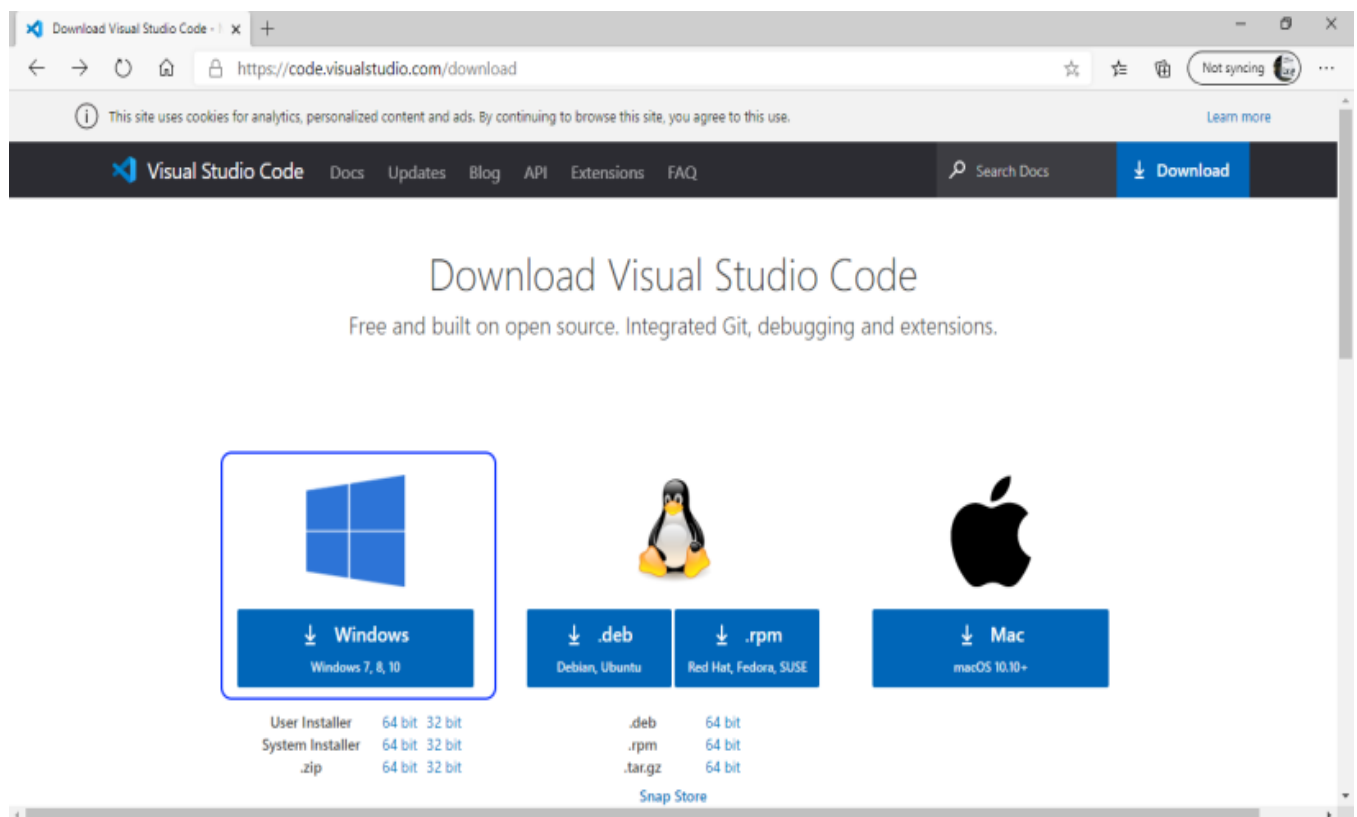 Download Visual Studio Code -
Not syncing
https://code.visualstudio.com/download
This site uses cookies for analytics, personalized content and ads. By continuing to browse this site, you agree to this use.
Learn more
Visual Studio Code Docs Updates Blog API Extensions FAQ
Search Docs
Download
Download Visual Studio Code
Free and built on open source. Integrated Git, debugging and extensions.
Windows
Windows 7, 8, 10
.deb
Debian, Ubuntu
.rpm
Red Hat, Fedora, SUSE
Mac
macOS 10.10+
User Installer 64 bit 32 bit
System Installer 64 bit 32 bit
.zip 64 bit 32 bit
.deb 64 bit
.rpm 64 bit
.tar.gz 64 bit
Snap Store